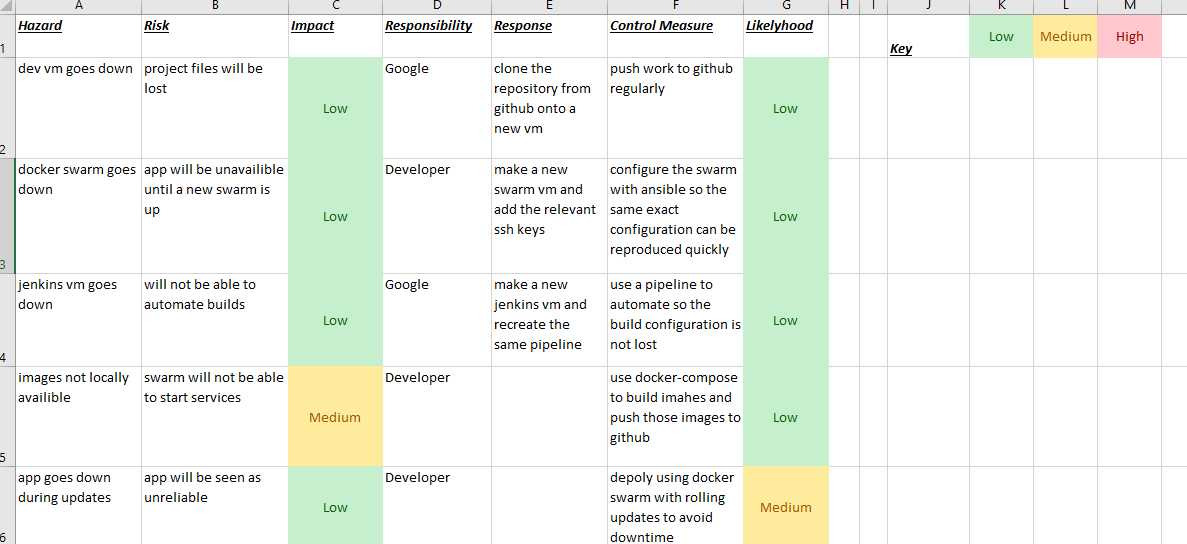 A B C D E F G H I J K L M
1 Hazard Risk Impact Responsibility Response Control Measure Likelyhood Key Low Medium High
dev vm goes down project files will be Google clone the push work to github
lost repository from regularly
Low github onto a Low
new vm
2
docker swarm goes app will be unavailible Developer make a new configure the swarm
down until a new swarm is swarm vm and with ansible so the
up Low add the relevant same exact Low
ssh keys configuration can be
reproduced quickly
3
jenkins vm goes will not be able to Google make a new use a pipeline to
down automate builds jenkins vm and automate so the
Low recreate the build configuration is Low
same pipeline not lost
4
images not locally swarm will not be able Developer use docker-compose
availible to start services to build imahes and
Medium push those images to Low
github
5
app goes down app will be seen as Developer depoly using docker
during updates unreliable swarm with rolling
Low updates to avoid Medium
6 downtime